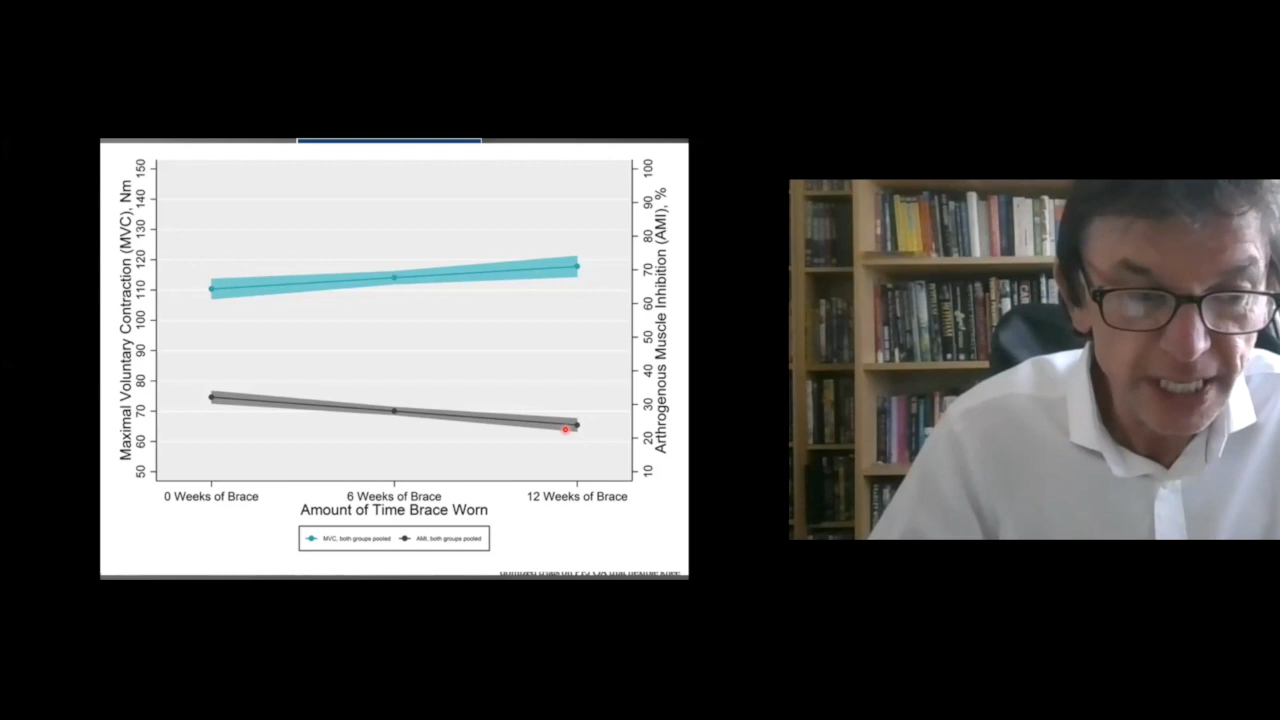 Maximal Voluntary Contraction (MVC), Nm
150
140
130
120
110
100
90
80
70
60
50
100
90
80
70
60
50
40
30
20
10
Arthrogenous Muscle Inhibition (AMI), %
0 Weeks of Brace
6 Weeks of Brace
12 Weeks of Brace
Amount of Time Brace Worn
MVC, both groups pooled
AMI, both groups pooled